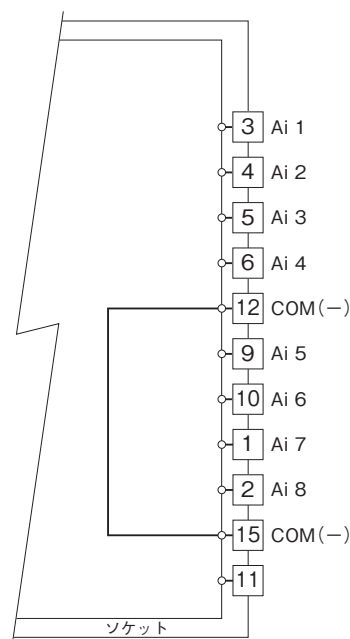 3 Ai 1
4 Ai 2
5 Ai 3
6 Ai 4
12 COM(－)
9 Ai 5
10 Ai 6
1 Ai 7
2 Ai 8
15 COM(－)
11
ソケット